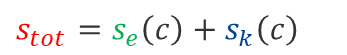 s_tot = s_e(c) + s_k(c)